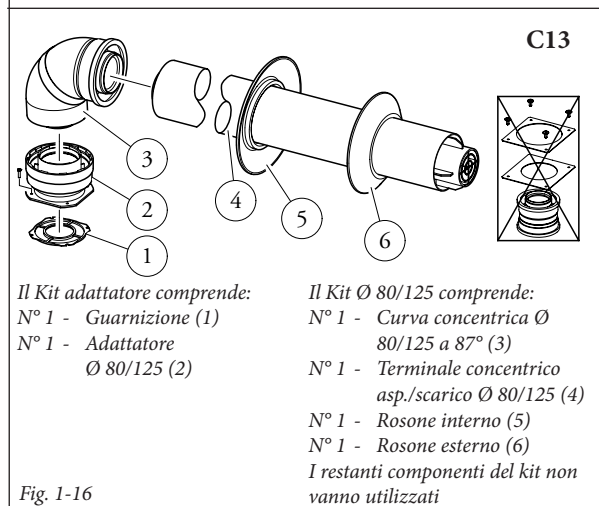 C13
3
2
1
4
5
6
Il Kit adattatore comprende:
N° 1 - Guarnizione (1)
N° 1 - Adattatore
Ø 80/125 (2)
Il Kit Ø 80/125 comprende:
N° 1 - Curva concentrica Ø
80/125 a 87° (3)
N° 1 - Terminale concentrico
asp./scarico Ø 80/125 (4)
N° 1 - Rosone interno (5)
N° 1 - Rosone esterno (6)
I restanti componenti del kit non
vanno utilizzati
Fig. 1-16